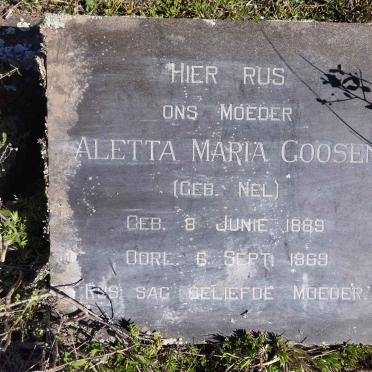 HIER RUS
ONS MOEDER
ALETTA MARIA GOOSEN
(GEB. NEL)
GEB. 8 JUNIE 1889
OORL. 6 SEPT. 1969
RUS SAG GELIEFDE MOEDER.